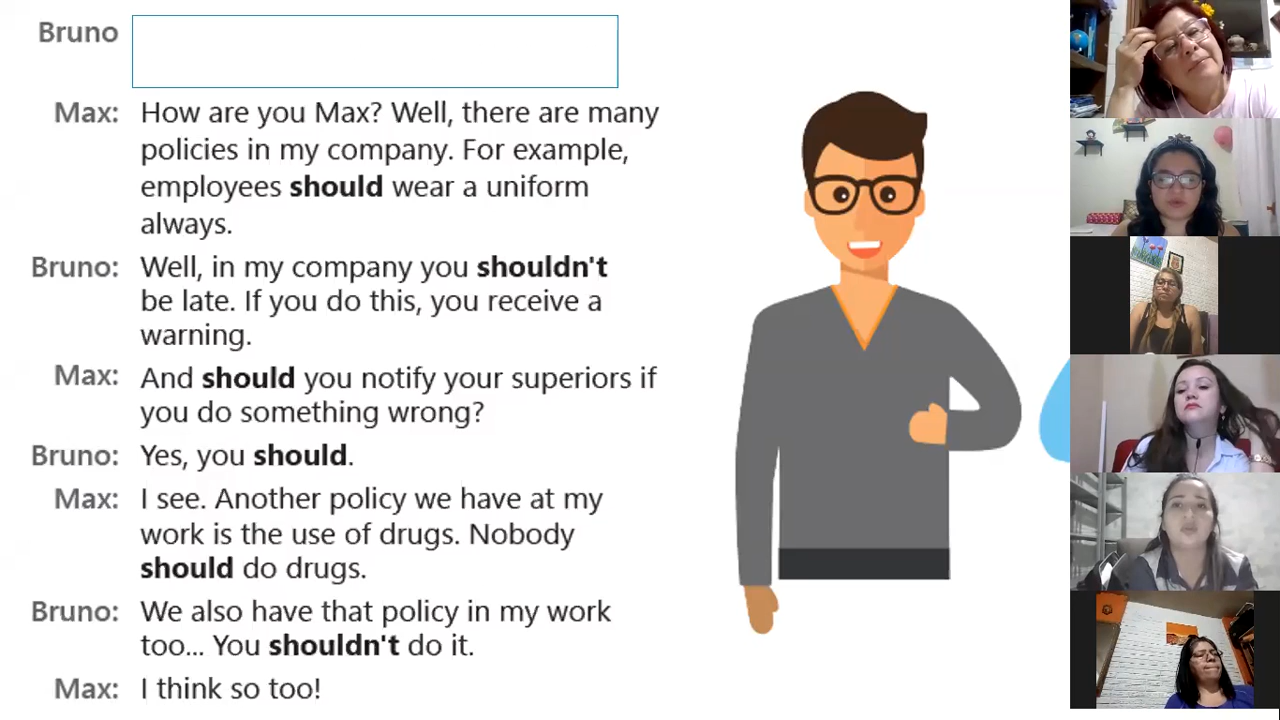 Bruno
Max: How are you Max? Well, there are many
policies in my company. For example,
employees should wear a uniform
always.
Bruno: Well, in my company you shouldn't
be late. If you do this, you receive a
warning.
Max: And should you notify your superiors if
you do something wrong?
Bruno: Yes, you should.
Max: I see. Another policy we have at my
work is the use of drugs. Nobody
should do drugs.
Bruno: We also have that policy in my work
too... You shouldn't do it.
Max: I think so too!